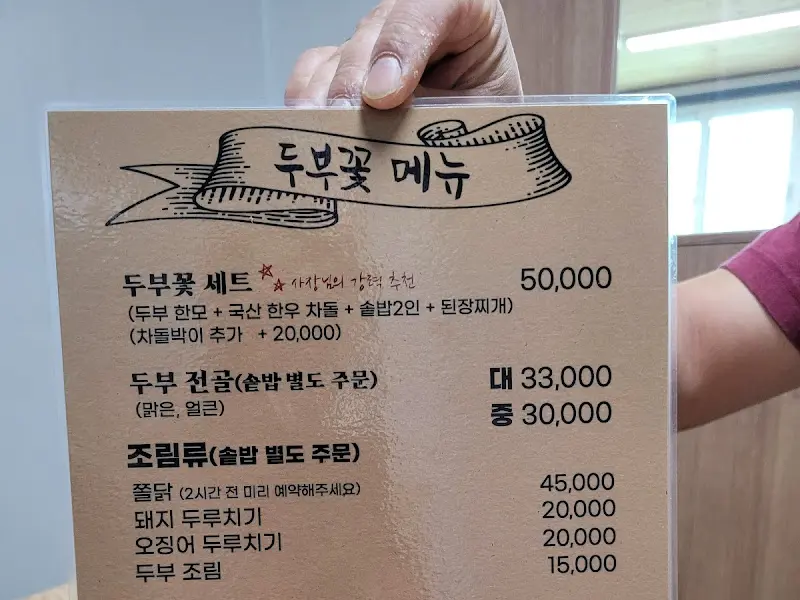 두부꽃 메뉴
두부꽃 세트 사장님의 강력 추천 50,000
(두부 한모 + 국산 한우 차돌 + 솥밥2인 + 된장찌개)
(차돌박이 추가 + 20,000)
두부 전골(솥밥 별도 주문) 대 33,000
(맑은, 얼큰) 중 30,000
조림류(솥밥 별도 주문)
쫄닭 (2시간 전 미리 예약해주세요) 45,000
돼지 두루치기 20,000
오징어 두루치기 20,000
두부 조림 15,000